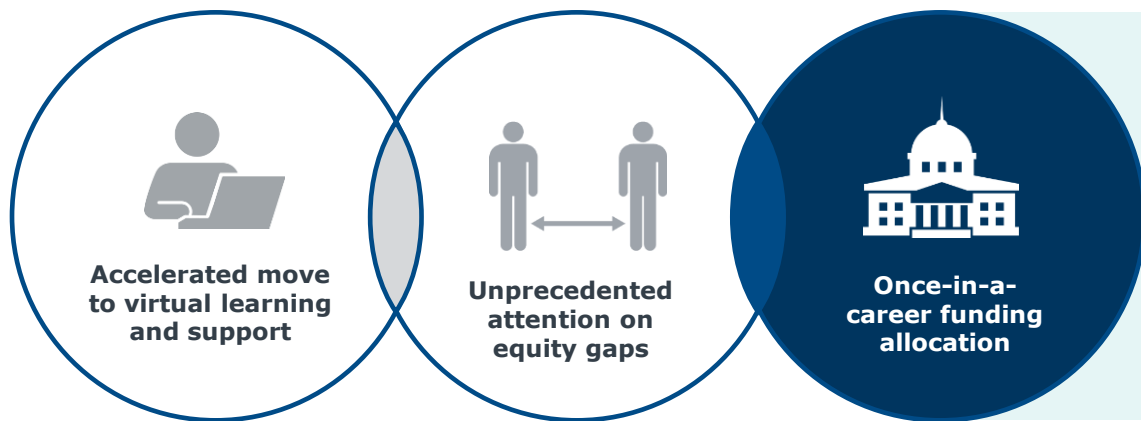 Accelerated move
to virtual learning
and support
Unprecedented
attention on
equity gaps
Once-in-a-
career funding
allocation